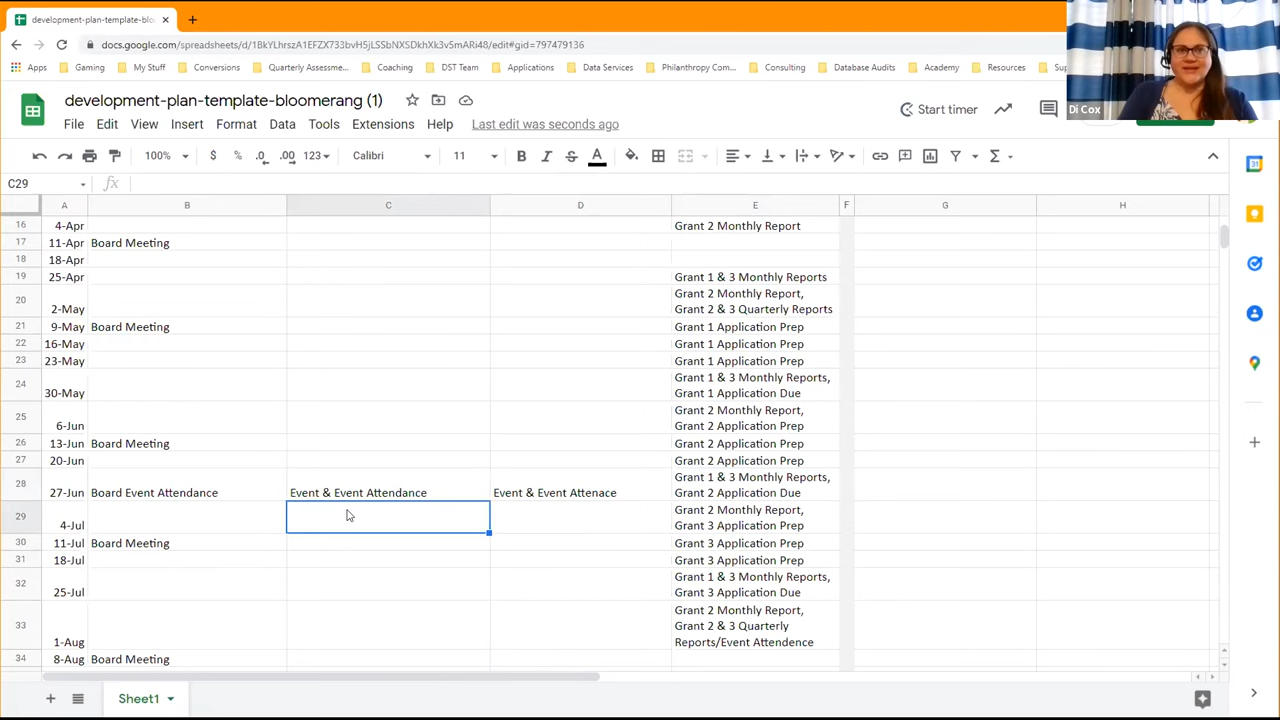 development-plan-template-bloo
docs.google.com/spreadsheets/d/1BkYLhrszA1EFZX733bvH5jLSSbNXSDkhXk3v5mARi48/edit#gid=797479136
Apps Gaming My Stuff Conversions Quarterly Assessme... Coaching DST Team Applications Data Services Philanthropy Com... Consulting Database Audits Academy Resources
Di Cox
development-plan-template-bloomerang (1)
Start timer
File Edit View Insert Format Data Tools Extensions Help Last edit was seconds ago
100% $ % .0 .00 123 Calibri 11 B I S A
C29 fx
A B C D E F G H
16 4-Apr Grant 2 Monthly Report
17 11-Apr Board Meeting
18 18-Apr
19 25-Apr Grant 1 & 3 Monthly Reports
Grant 2 Monthly Report,
20 2-May Grant 2 & 3 Quarterly Reports
21 9-May Board Meeting Grant 1 Application Prep
22 16-May Grant 1 Application Prep
23 23-May Grant 1 Application Prep
Grant 1 & 3 Monthly Reports,
24 30-May Grant 1 Application Due
Grant 2 Monthly Report,
25 6-Jun Grant 2 Application Prep
26 13-Jun Board Meeting Grant 2 Application Prep
27 20-Jun Grant 2 Application Prep
Grant 1 & 3 Monthly Reports,
28 27-Jun Board Event Attendance Event & Event Attendance Event & Event Attenace Grant 2 Application Due
Grant 2 Monthly Report,
29 4-Jul Grant 3 Application Prep
30 11-Jul Board Meeting Grant 3 Application Prep
31 18-Jul Grant 3 Application Prep
Grant 1 & 3 Monthly Reports,
32 25-Jul Grant 3 Application Due
Grant 2 Monthly Report,
33 Grant 2 & 3 Quarterly
1-Aug Reports/Event Attendence
34 8-Aug Board Meeting
Sheet1